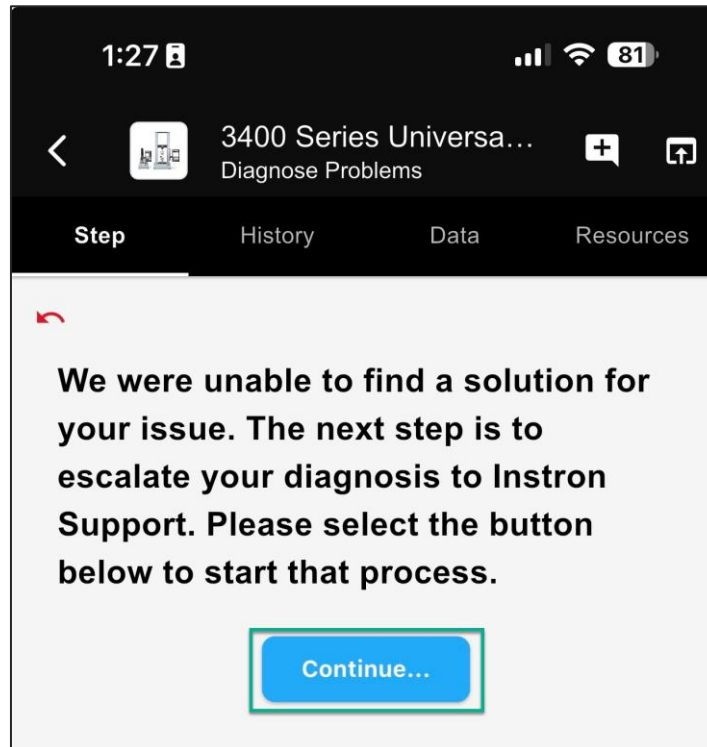 1:27
81
3400 Series Universa...
Diagnose Problems
Step History Data Resources
We were unable to find a solution for
your issue. The next step is to
escalate your diagnosis to Instron
Support. Please select the button
below to start that process.
Continue...